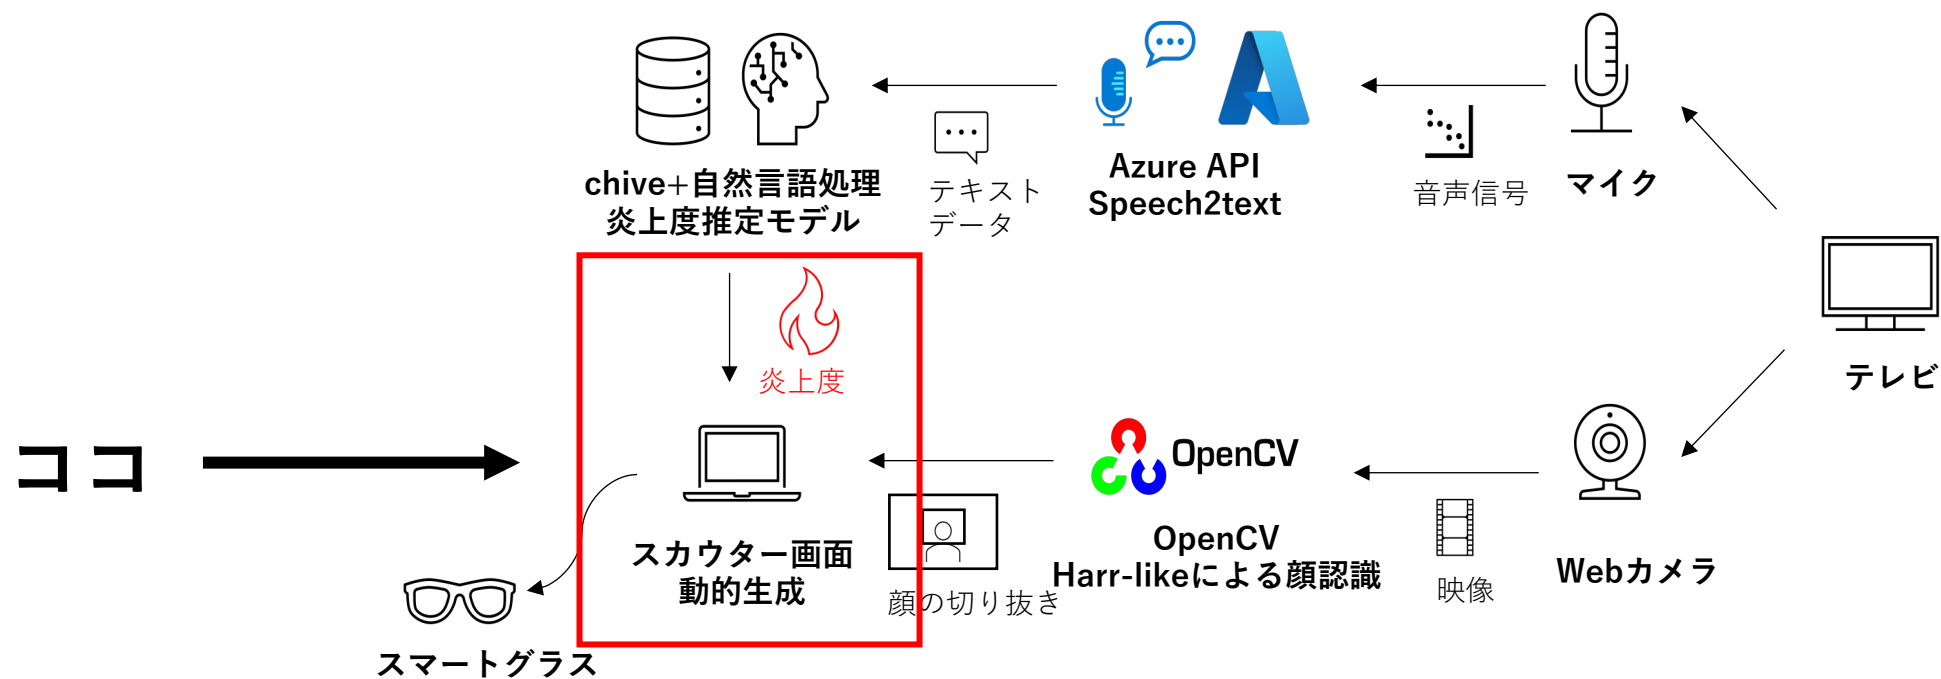 chive+自然言語処理
炎上度推定モデル
テキスト
データ
Azure API
Speech2text
音声信号
マイク
テレビ
炎上度
ココ
スカウター画面
動的生成
顔の切り抜き
OpenCV
OpenCV
Harr-likeによる顔認識
映像
Webカメラ
スマートグラス